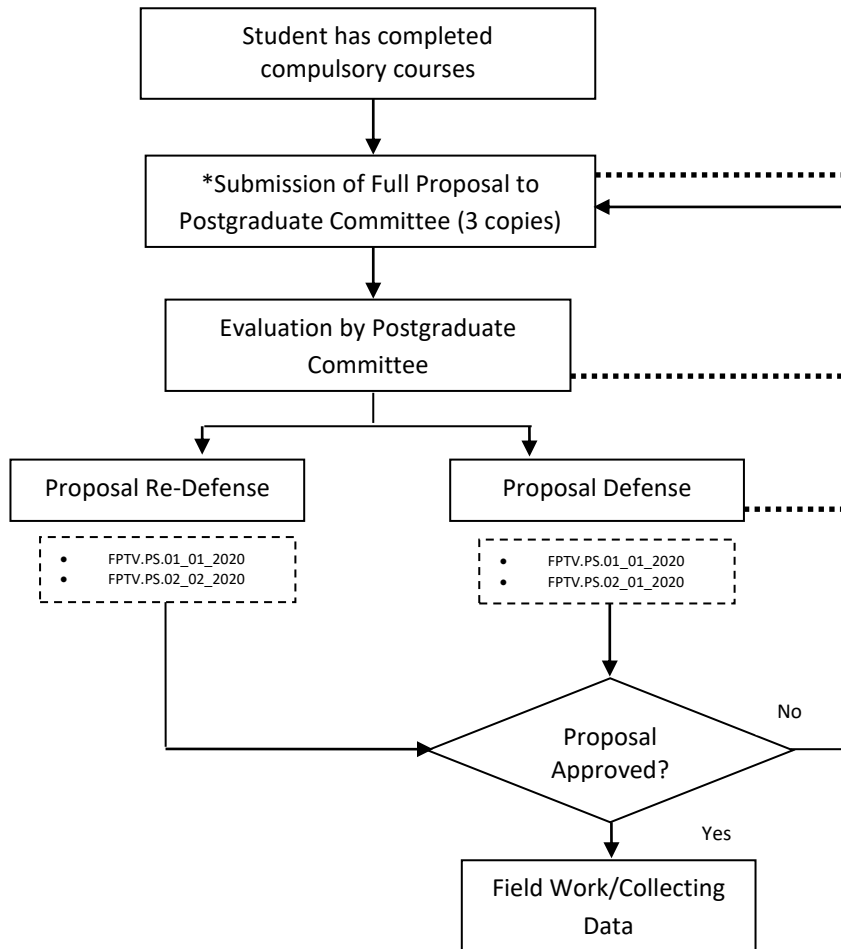 Student has completed
compulsory courses
*Submission of Full Proposal to
Postgraduate Committee (3 copies)
Evaluation by Postgraduate
Committee
Proposal Re-Defense
Proposal Defense
• FPTV.PS.01_01_2020
• FPTV.PS.02_02_2020
• FPTV.PS.01_01_2020
• FPTV.PS.02_01_2020
No
Proposal
Approved?
Yes
Field Work/Collecting
Data